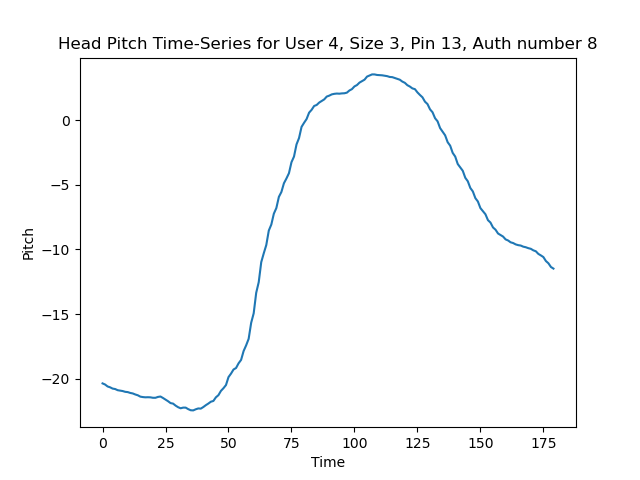 Head Pitch Time-Series for User 4, Size 3, Pin 13, Auth number 8
Pitch
0
−5
−10
−15
−20
0 25 50 75 100 125 150 175
Time